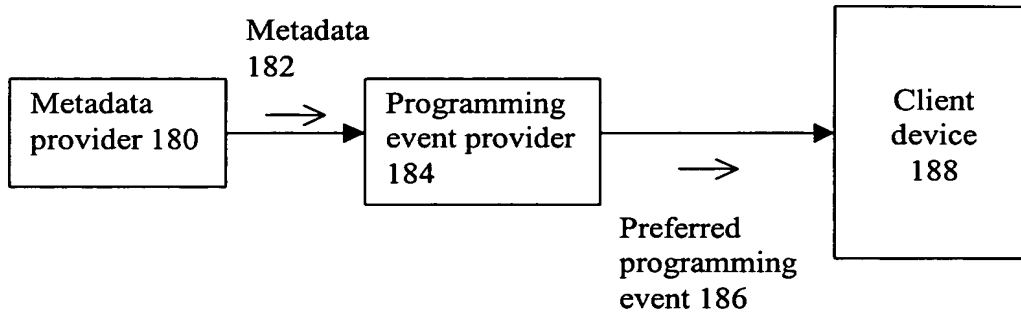 Metadata
provider 180
Metadata
182
Programming
event provider
184
Preferred
programming
event 186
Client
device
188